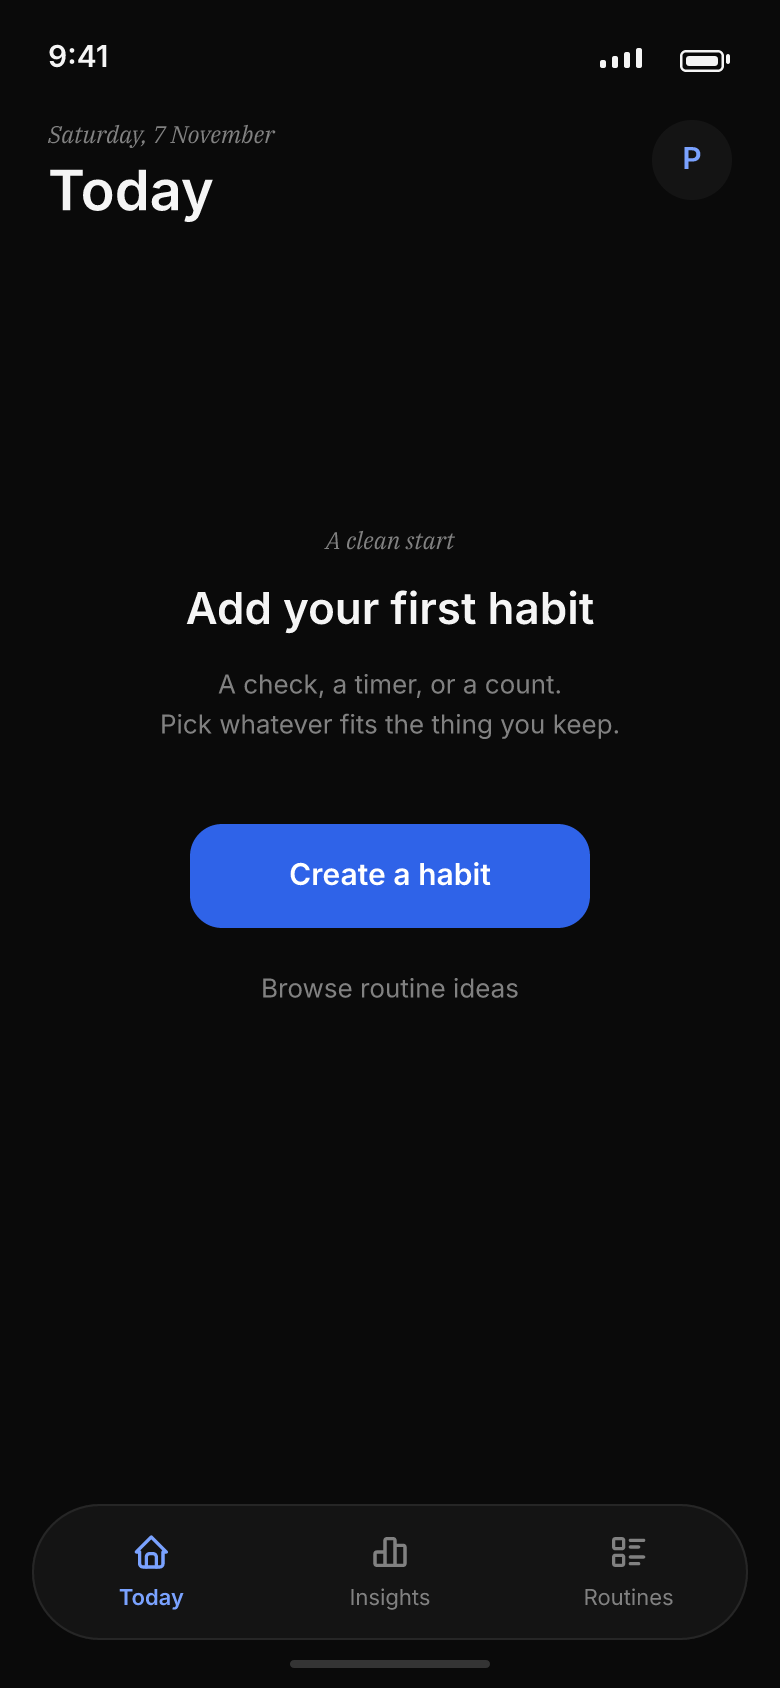 9:41
Saturday, 7 November
Today
P
A clean start
Add your first habit
A check, a timer, or a count.
Pick whatever fits the thing you keep.
Create a habit
Browse routine ideas
Today
Insights
Routines